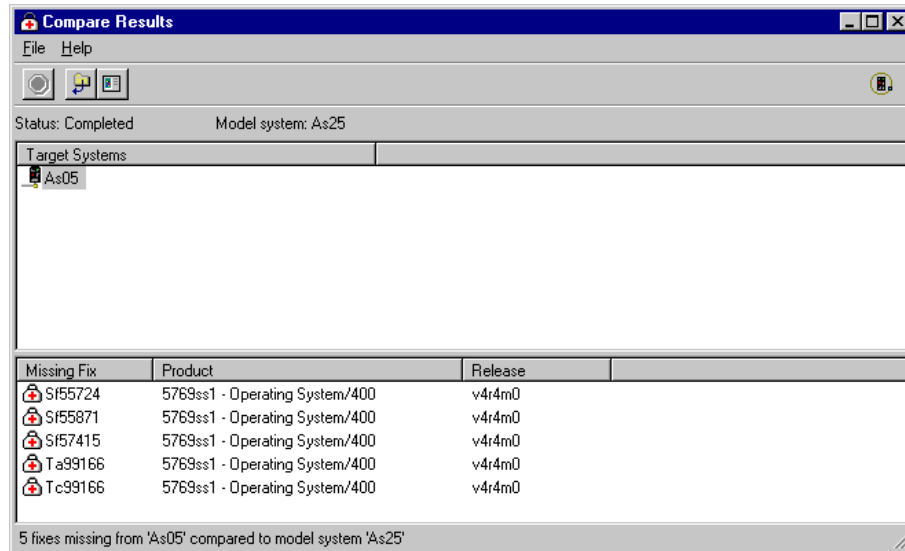 Compare Results
File Help
Status: Completed Model system: As25
Target Systems
As05
Missing Fix Product Release
Sf55724 5769ss1 - Operating System/400 v4r4m0
Sf55871 5769ss1 - Operating System/400 v4r4m0
Sf57415 5769ss1 - Operating System/400 v4r4m0
Ta99166 5769ss1 - Operating System/400 v4r4m0
Tc99166 5769ss1 - Operating System/400 v4r4m0
5 fixes missing from 'As05' compared to model system 'As25'